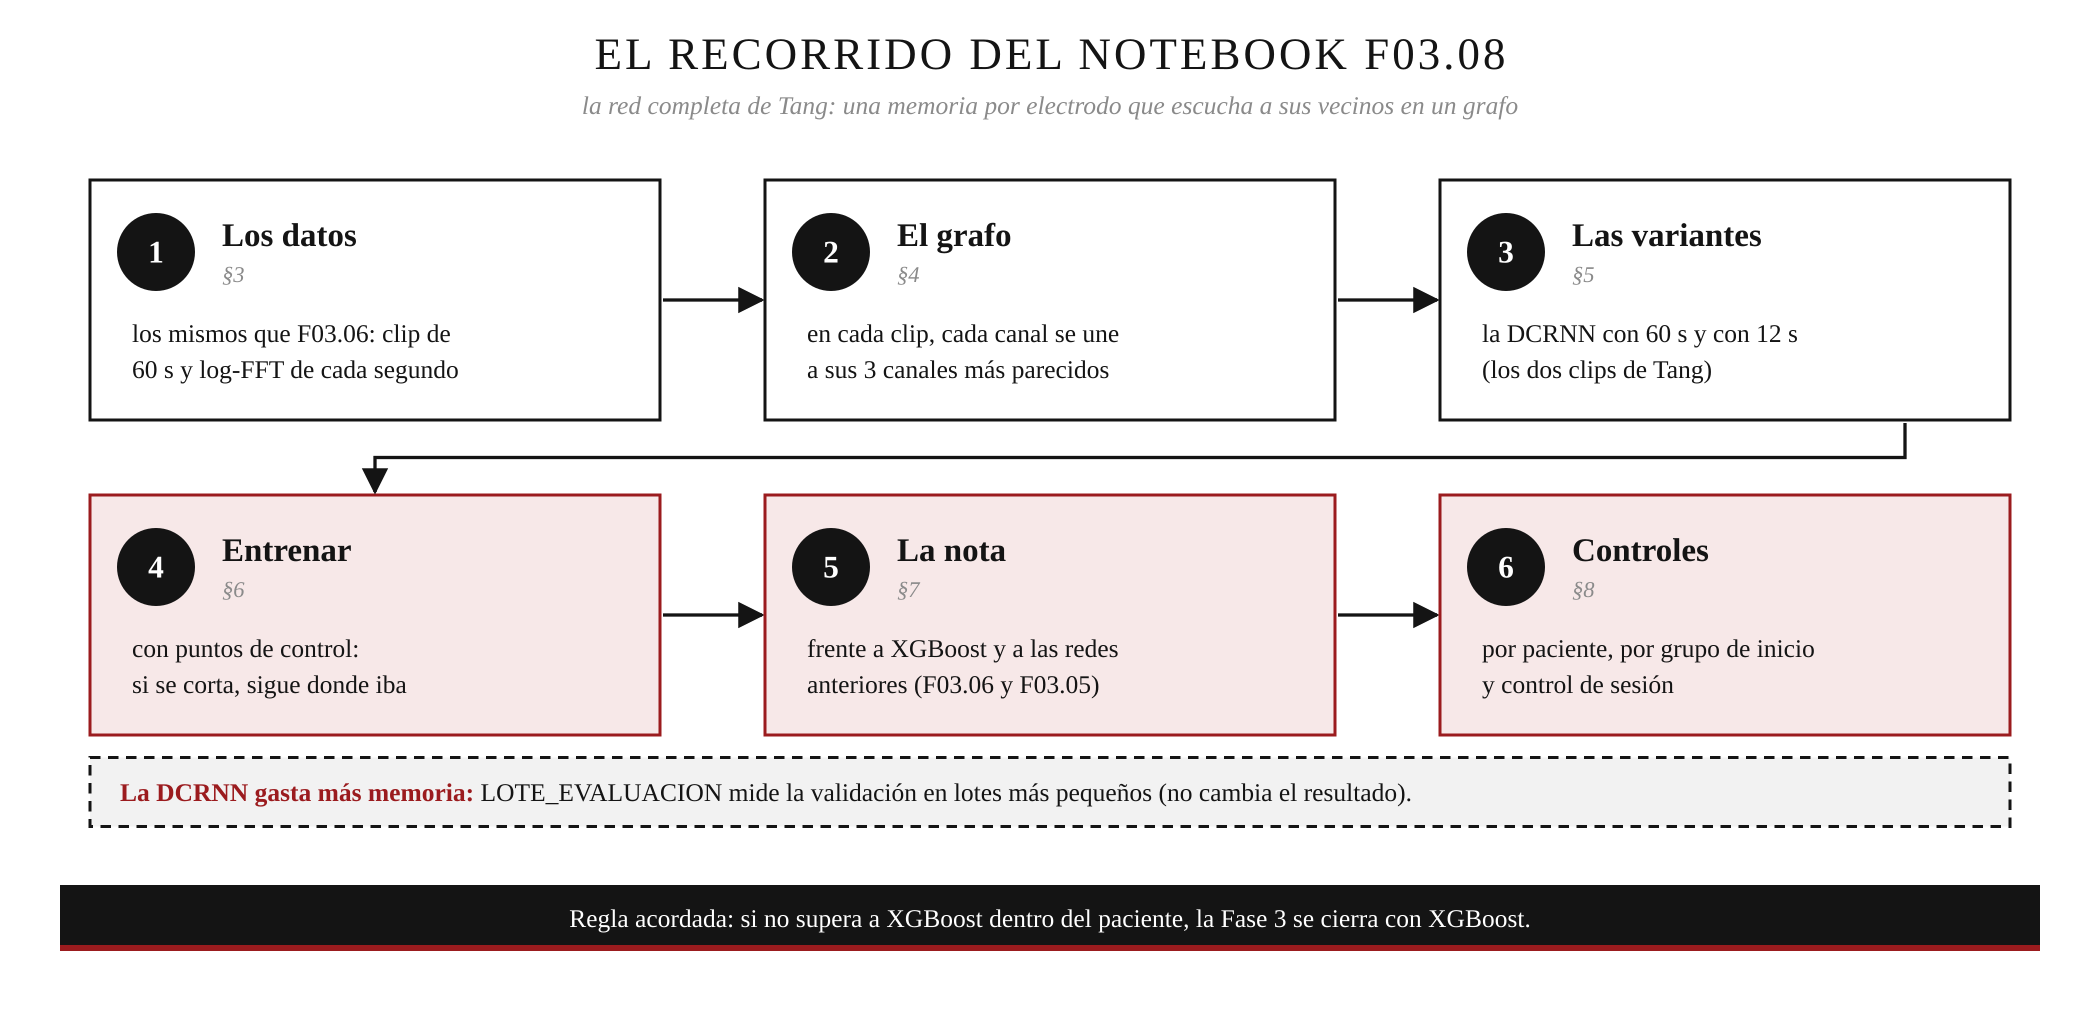 EL RECORRIDO DEL NOTEBOOK F03.08
la red completa de Tang: una memoria por electrodo que escucha a sus vecinos en un grafo
1
Los datos
§3
los mismos que F03.06: clip de
60 s y log-FFT de cada segundo
2
El grafo
§4
en cada clip, cada canal se une
a sus 3 canales más parecidos
3
Las variantes
§5
la DCRNN con 60 s y con 12 s
(los dos clips de Tang)
4
Entrenar
§6
con puntos de control:
si se corta, sigue donde iba
5
La nota
§7
frente a XGBoost y a las redes
anteriores (F03.06 y F03.05)
6
Controles
§8
por paciente, por grupo de inicio
y control de sesión
La DCRNN gasta más memoria: LOTE_EVALUACION mide la validación en lotes más pequeños (no cambia el resultado).
Regla acordada: si no supera a XGBoost dentro del paciente, la Fase 3 se cierra con XGBoost.